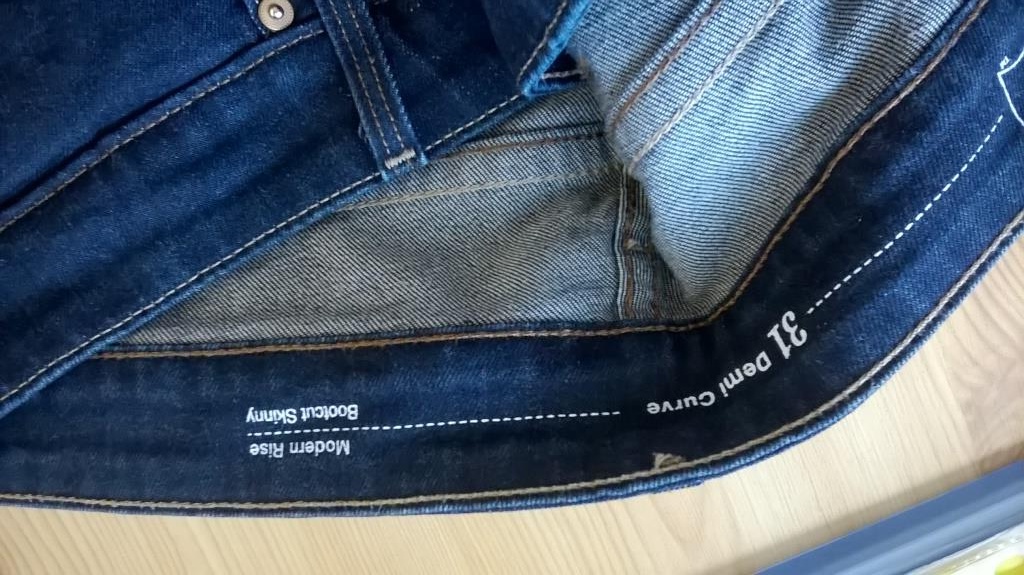 31 Demi Curve
Modern Rise
Bootcut Skinny